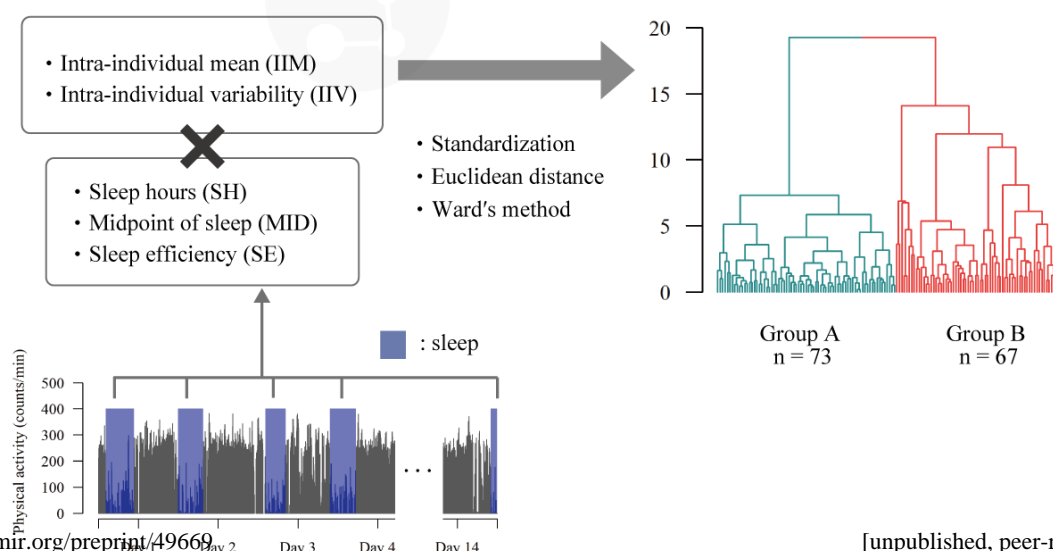 ・Intra-individual mean (IIM)
・Intra-individual variability (IIV)
・Sleep hours (SH)
・Midpoint of sleep (MID)
・Sleep efficiency (SE)
・Standardization
・Euclidean distance
・Ward's method
20
15
10
5
0
Group A
n = 73
Group B
n = 67
: sleep
Physical activity (counts/min)
500
400
300
200
100
0
...
Day 1
Day 2
Day 3
Day 4
Day 14
mir.org/preprint/49669
[unpublished, peer-r